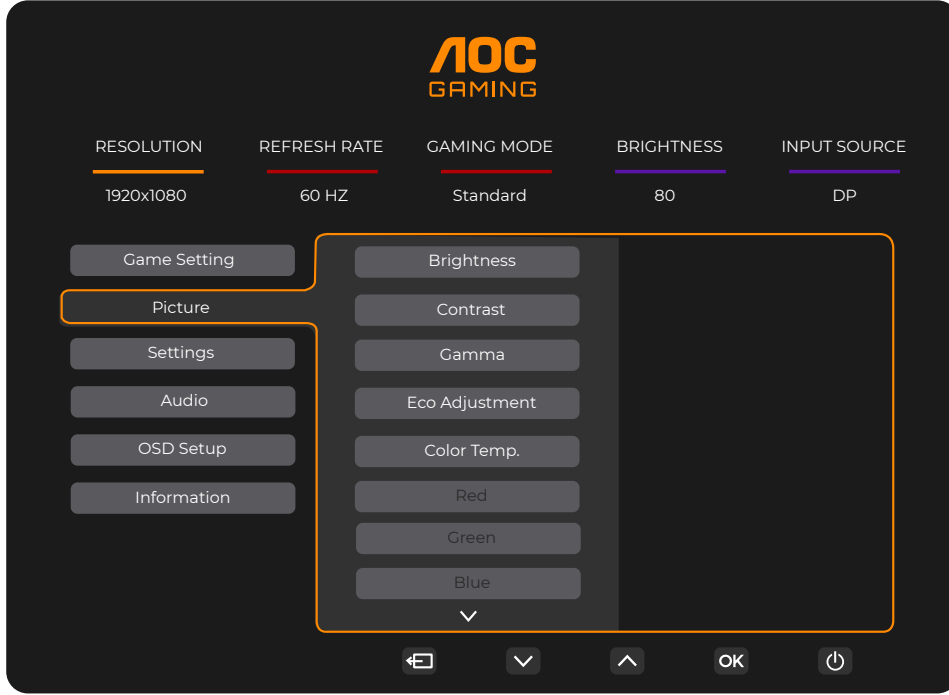 AOC
GAMING
RESOLUTION REFRESH RATE GAMING MODE BRIGHTNESS INPUT SOURCE
1920x1080 60 HZ Standard 80 DP
Game Setting
Picture
Settings
Audio
OSD Setup
Information
Brightness
Contrast
Gamma
Eco Adjustment
Color Temp.
Red
Green
Blue
OK